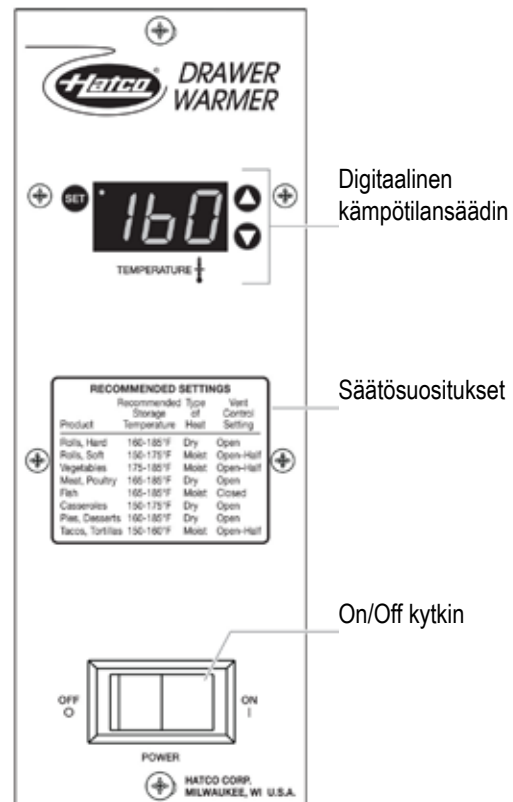 Hatco®
DRAWER
WARMER
SET
160
TEMPERATURE
Digitaalinen
kämpötilansäädin
RECOMMENDED SETTINGS
Product Recommended Storage Temperature Type of Heat Vent Control Setting
Rolls, Hard 160-185°F Dry Open
Rolls, Soft 150-175°F Moist Open-Half
Vegetables 175-185°F Moist Open-Half
Meat, Poultry 165-185°F Dry Open
Fish 165-185°F Moist Closed
Casseroles 150-175°F Dry Open
Pies, Desserts 160-185°F Dry Open
Tacos, Tortillas 150-160°F Moist Open-Half
Säätösuositukset
On/Off kytkin
OFF
O
ON
I
POWER
HATCO CORP.
MILWAUKEE, WI U.S.A.